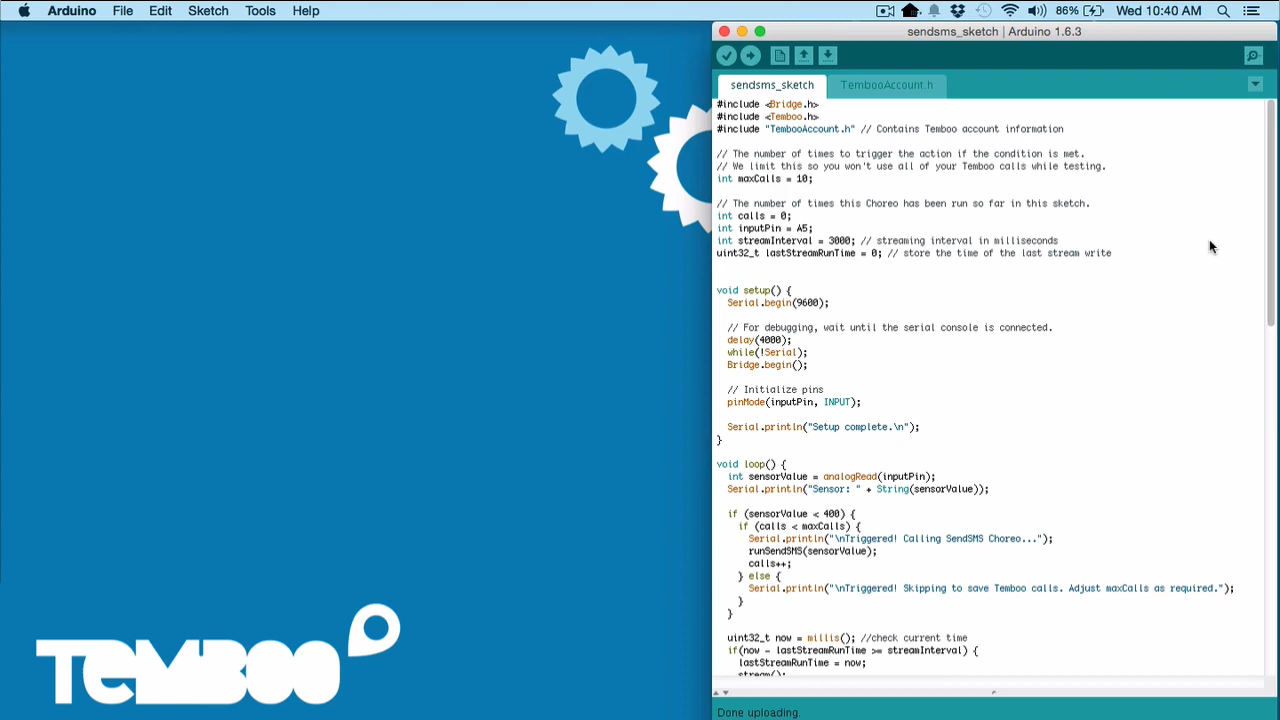 Arduino File Edit Sketch Tools Help 86% Wed 10:40 AM
sendsms_sketch | Arduino 1.6.3
sendsms_sketch TembooAccount.h
#include <Bridge.h>
#include <Temboo.h>
#include "TembooAccount.h" // Contains Temboo account information
// The number of times to trigger the action if the condition is met.
// We limit this so you won't use all of your Temboo calls while testing.
int maxCalls = 10;
// The number of times this Choreo has been run so far in this sketch.
int calls = 0;
int inputPin = A5;
int streamInterval = 3000; // streaming interval in milliseconds
uint32_t lastStreamRunTime = 0; // store the time of the last stream write
void setup() {
Serial.begin(9600);
// For debugging, wait until the serial console is connected.
delay(4000);
while(!Serial);
Bridge.begin();
// Initialize pins
pinMode(inputPin, INPUT);
Serial.println("Setup complete.\n");
}
void loop() {
int sensorValue = analogRead(inputPin);
Serial.println("Sensor: " + String(sensorValue));
if (sensorValue < 400) {
if (calls < maxCalls) {
Serial.println("\nTriggered! Calling SendSMS Choreo...");
runSendSMS(sensorValue);
calls++;
} else {
Serial.println("\nTriggered! Skipping to save Temboo calls. Adjust maxCalls as required.");
}
}
uint32_t now = millis(); //check current time
if(now - lastStreamRunTime >= streamInterval) {
lastStreamRunTime = now;
stream();
Done uploading.
TEMBOO